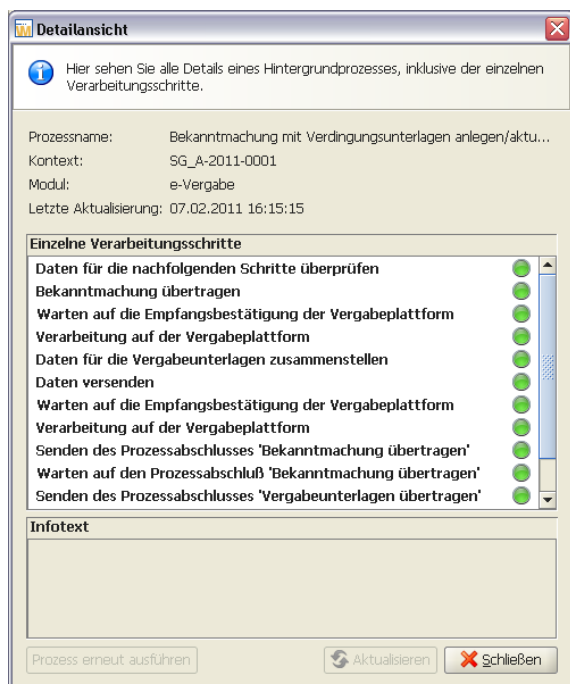 Detailansicht
Hier sehen Sie alle Details eines Hintergrundprozesses, inklusive der einzelnen
Verarbeitungsschritte.
Prozessname: Bekanntmachung mit Verdingungsunterlagen anlegen/aktu...
Kontext: SG_A-2011-0001
Modul: e-Vergabe
Letzte Aktualisierung: 07.02.2011 16:15:15
Einzelne Verarbeitungsschritte
Daten für die nachfolgenden Schritte überprüfen
Bekanntmachung übertragen
Warten auf die Empfangsbestätigung der Vergabeplattform
Verarbeitung auf der Vergabeplattform
Daten für die Vergabeunterlagen zusammenstellen
Daten versenden
Warten auf die Empfangsbestätigung der Vergabeplattform
Verarbeitung auf der Vergabeplattform
Senden des Prozessabschlusses 'Bekanntmachung übertragen'
Warten auf den Prozessabschluß 'Bekanntmachung übertragen'
Senden des Prozessabschlusses 'Vergabeunterlagen übertragen'
Infotext
Prozess erneut ausführen Aktualisieren Schließen